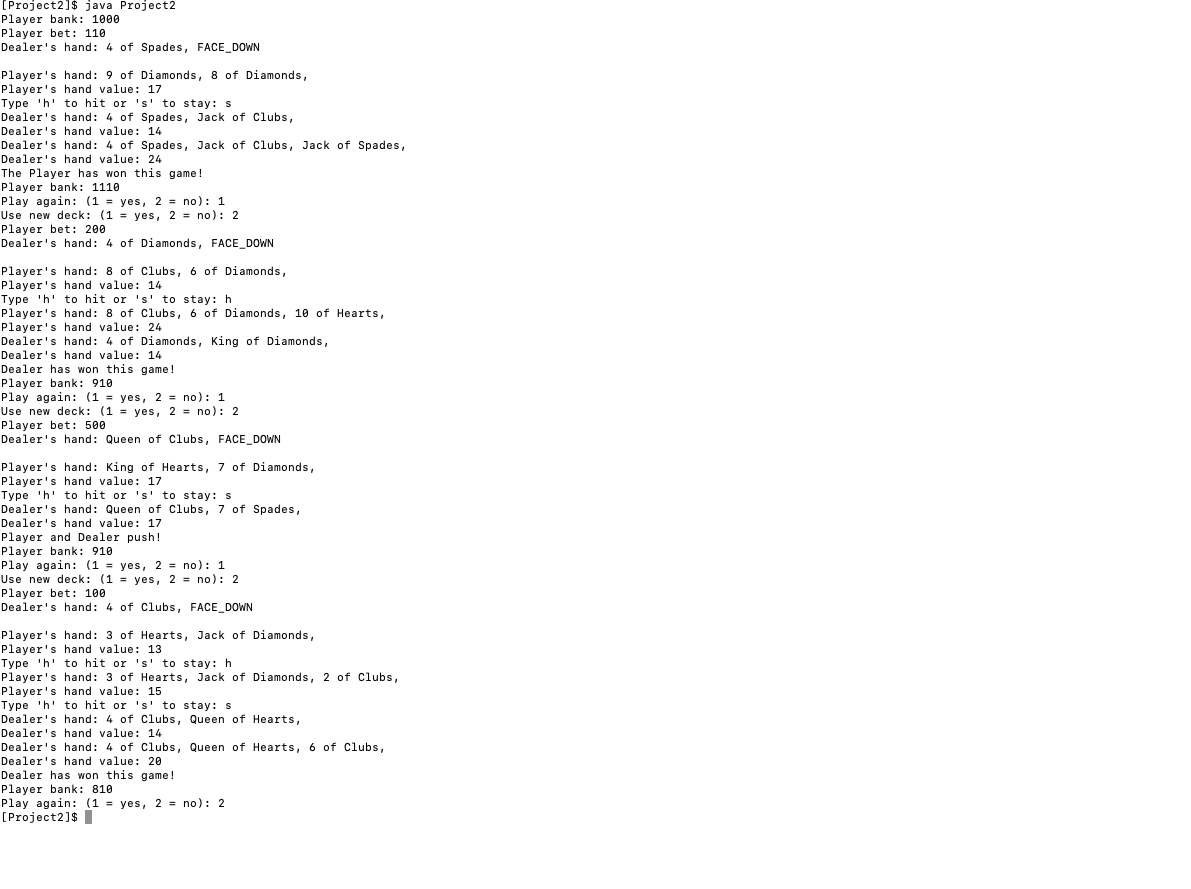 [Project2]$ java Project2
Player bank: 1000
Player bet: 110
Dealer's hand: 4 of Spades, FACE_DOWN
Player's hand: 9 of Diamonds, 8 of Diamonds,
Player's hand value: 17
Type 'h' to hit or 's' to stay: s
Dealer's hand: 4 of Spades, Jack of Clubs,
Dealer's hand value: 14
Dealer's hand: 4 of Spades, Jack of Clubs, Jack of Spades,
Dealer's hand value: 24
The Player has won this game!
Player bank: 1110
Play again: (1 = yes, 2 = no): 1
Use new deck: (1 = yes, 2 = no): 2
Player bet: 200
Dealer's hand: 4 of Diamonds, FACE_DOWN
Player's hand: 8 of Clubs, 6 of Diamonds,
Player's hand value: 14
Type 'h' to hit or 's' to stay: h
Player's hand: 8 of Clubs, 6 of Diamonds, 10 of Hearts,
Player's hand value: 24
Dealer's hand: 4 of Diamonds, King of Diamonds,
Dealer's hand value: 14
Dealer has won this game!
Player bank: 910
Play again: (1 = yes, 2 = no): 1
Use new deck: (1 = yes, 2 = no): 2
Player bet: 500
Dealer's hand: Queen of Clubs, FACE_DOWN
Player's hand: King of Hearts, 7 of Diamonds,
Player's hand value: 17
Type 'h' to hit or 's' to stay: s
Dealer's hand: Queen of Clubs, 7 of Spades,
Dealer's hand value: 17
Player and Dealer push!
Player bank: 910
Play again: (1 = yes, 2 = no): 1
Use new deck: (1 = yes, 2 = no): 2
Player bet: 100
Dealer's hand: 4 of Clubs, FACE_DOWN
Player's hand: 3 of Hearts, Jack of Diamonds,
Player's hand value: 13
Type 'h' to hit or 's' to stay: h
Player's hand: 3 of Hearts, Jack of Diamonds, 2 of Clubs,
Player's hand value: 15
Type 'h' to hit or 's' to stay: s
Dealer's hand: 4 of Clubs, Queen of Hearts,
Dealer's hand value: 14
Dealer's hand: 4 of Clubs, Queen of Hearts, 6 of Clubs,
Dealer's hand value: 20
Dealer has won this game!
Player bank: 810
Play again: (1 = yes, 2 = no): 2
[Project2]$